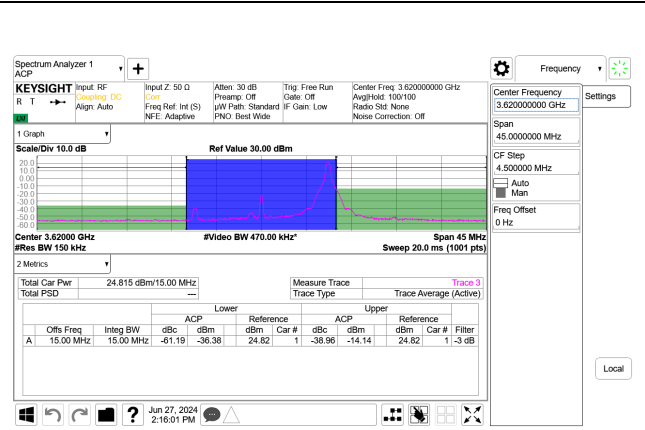 Spectrum Analyzer 1
ACP
Frequency
KEYSIGHT
R T
LXI
Input: RF
Coupling: DC
Align: Auto
Input Z: 50 Ω
Corr
Freq Ref: Int (S)
NFE: Adaptive
Atten: 30 dB
Preamp: Off
µW Path: Standard
PNO: Best Wide
Trig: Free Run
Gate: Off
IF Gain: Low
Center Freq: 3.620000000 GHz
Avg|Hold: 100/100
Radio Std: None
Noise Correction: Off
Center Frequency
3.620000000 GHz
Settings
Span
45.0000000 MHz
CF Step
4.500000 MHz
Auto
Man
Freq Offset
0 Hz
1 Graph
Scale/Div 10.0 dB
Ref Value 30.00 dBm
20.0
10.0
0.0
-10.0
-20.0
-30.0
-40.0
-50.0
-60.0
Center 3.62000 GHz
#Video BW 470.00 kHz*
Span 45 MHz
#Res BW 150 kHz
Sweep 20.0 ms (1001 pts)
2 Metrics
Total Car Pwr 24.815 dBm/15.00 MHz
Total PSD ---
Measure Trace Trace 3
Trace Type Trace Average (Active)
Lower Upper
ACP Reference ACP Reference
Offs Freq Integ BW dBc dBm dBm Car # dBc dBm dBm Car # Filter
A 15.00 MHz 15.00 MHz -61.19 -36.38 24.82 1 -38.96 -14.14 24.82 1 -3 dB
Local
Jun 27, 2024
2:16:01 PM